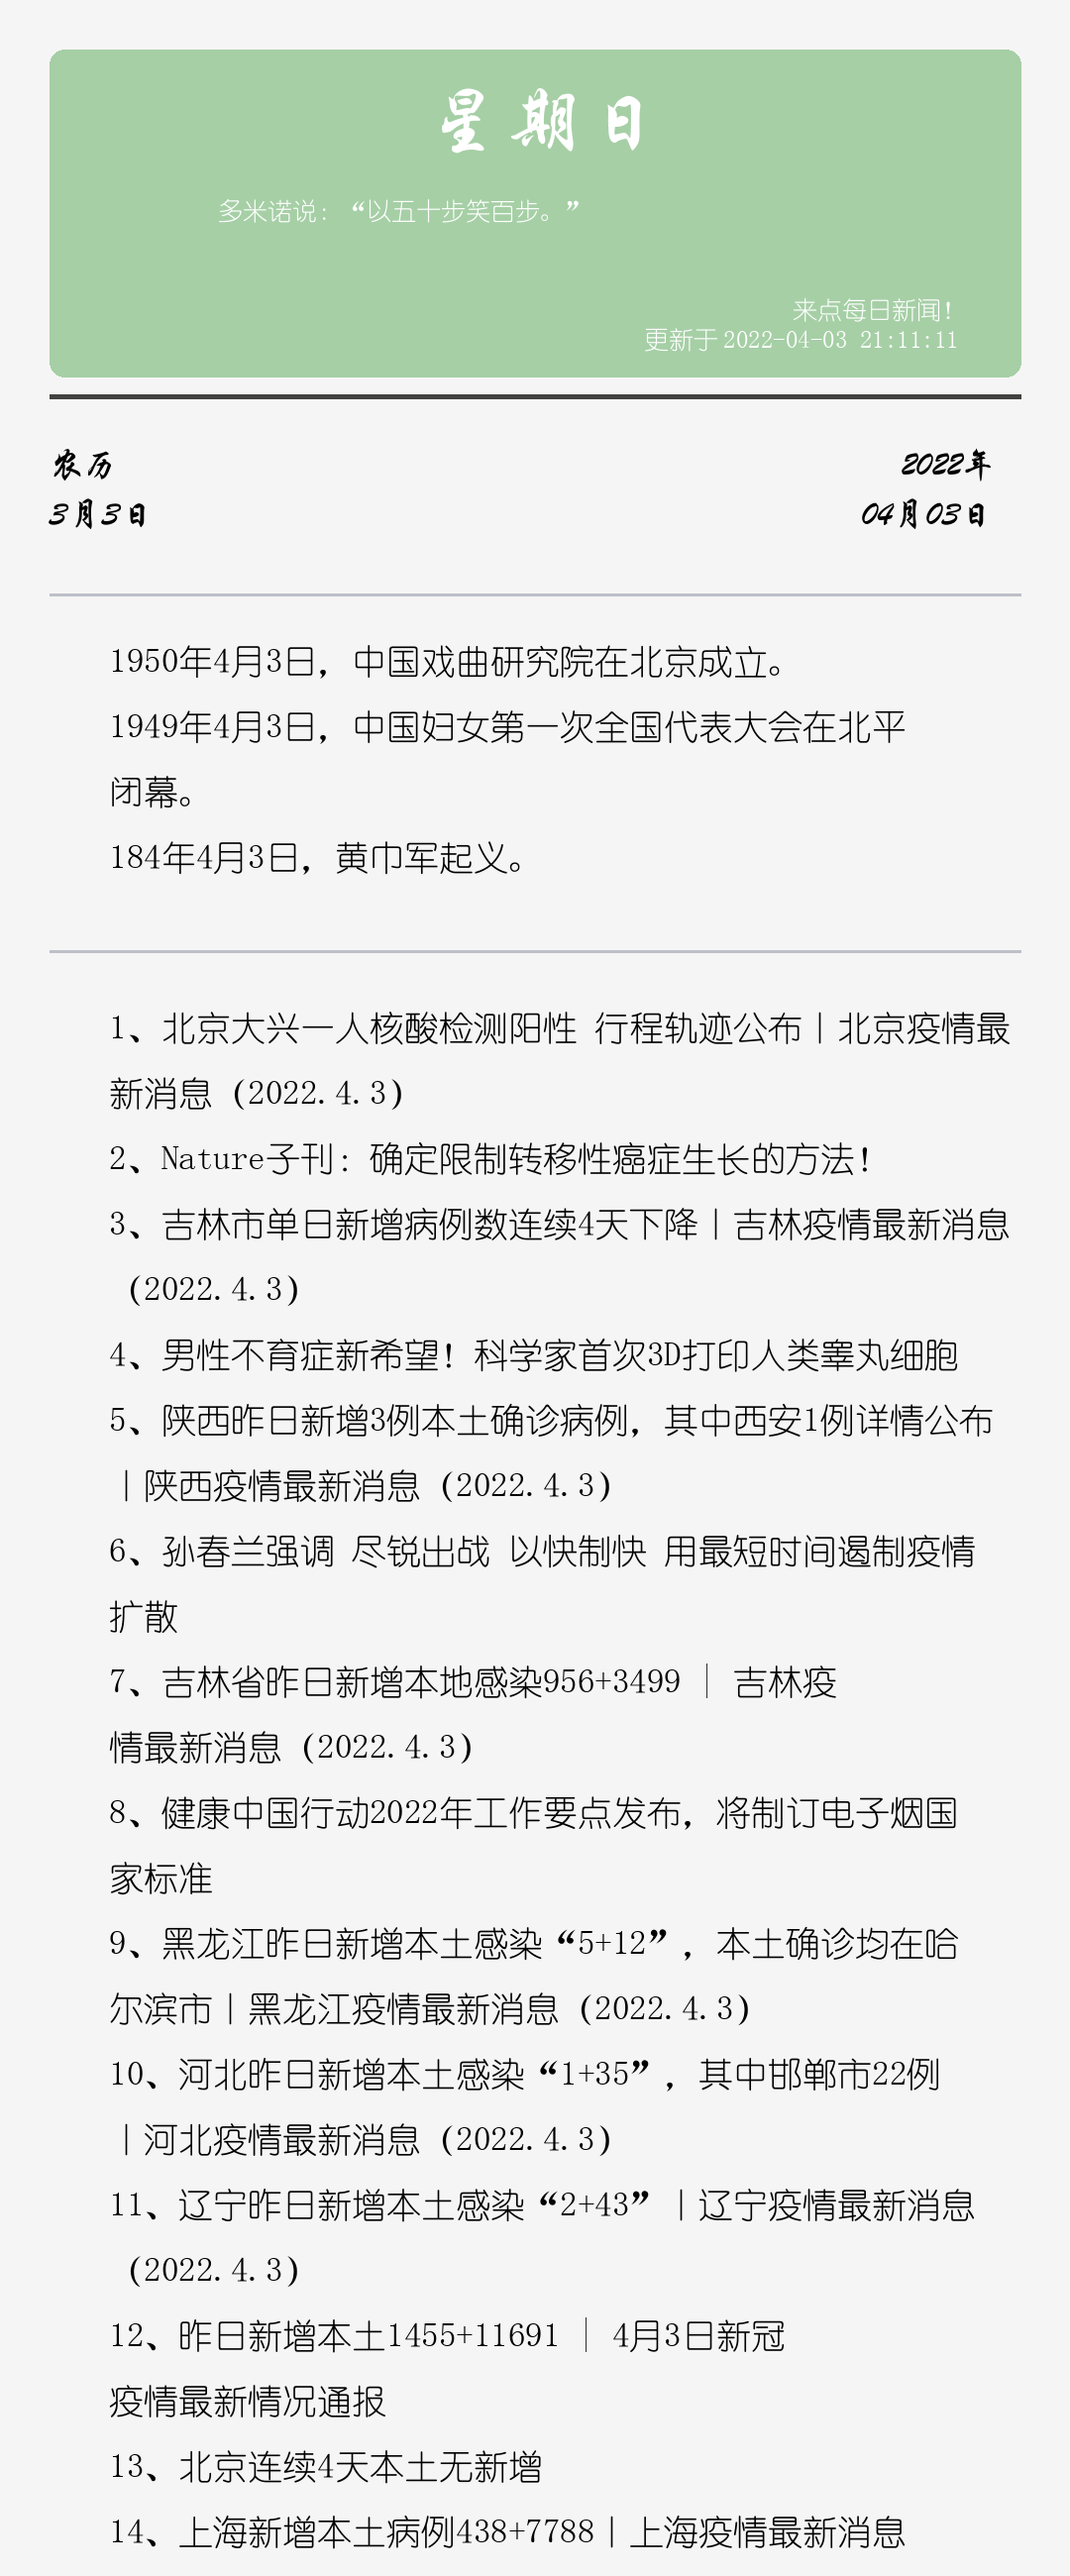 星期日
多米诺说：“以五十步笑百步。”
来点每日新闻！
更新于 2022-04-03 21:11:11
农历
2022年
3月3日
04月03日
1950年4月3日，中国戏曲研究院在北京成立。
1949年4月3日，中国妇女第一次全国代表大会在北平
闭幕。
184年4月3日，黄巾军起义。
1、北京大兴一人核酸检测阳性 行程轨迹公布丨北京疫情最
新消息（2022.4.3）
2、Nature子刊：确定限制转移性癌症生长的方法！
3、吉林市单日新增病例数连续4天下降丨吉林疫情最新消息
（2022.4.3）
4、男性不育症新希望！科学家首次3D打印人类睾丸细胞
5、陕西昨日新增3例本土确诊病例，其中西安1例详情公布
丨陕西疫情最新消息（2022.4.3）
6、孙春兰强调 尽锐出战 以快制快 用最短时间遏制疫情
扩散
7、吉林省昨日新增本地感染956+3499 │ 吉林疫
情最新消息（2022.4.3）
8、健康中国行动2022年工作要点发布，将制订电子烟国
家标准
9、黑龙江昨日新增本土感染“5+12”，本土确诊均在哈
尔滨市丨黑龙江疫情最新消息（2022.4.3）
10、河北昨日新增本土感染“1+35”，其中邯郸市22例
丨河北疫情最新消息（2022.4.3）
11、辽宁昨日新增本土感染“2+43”丨辽宁疫情最新消息
（2022.4.3）
12、昨日新增本土1455+11691 │ 4月3日新冠
疫情最新情况通报
13、北京连续4天本土无新增
14、上海新增本土病例438+7788丨上海疫情最新消息